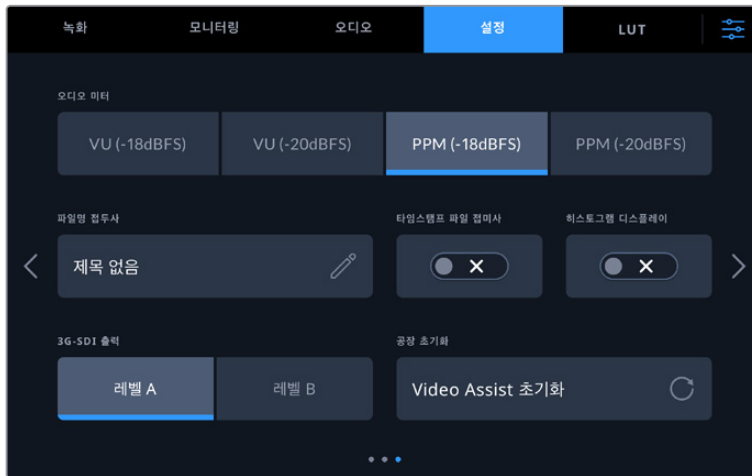 녹화 모니터링 오디오 설정 LUT
오디오 미터
VU (-18dBFS) VU (-20dBFS) PPM (-18dBFS) PPM (-20dBFS)
파일명 접두사 타임스탬프 파일 접미사 히스토그램 디스플레이
제목 없음
3G-SDI 출력 공장 초기화
레벨 A 레벨 B Video Assist 초기화